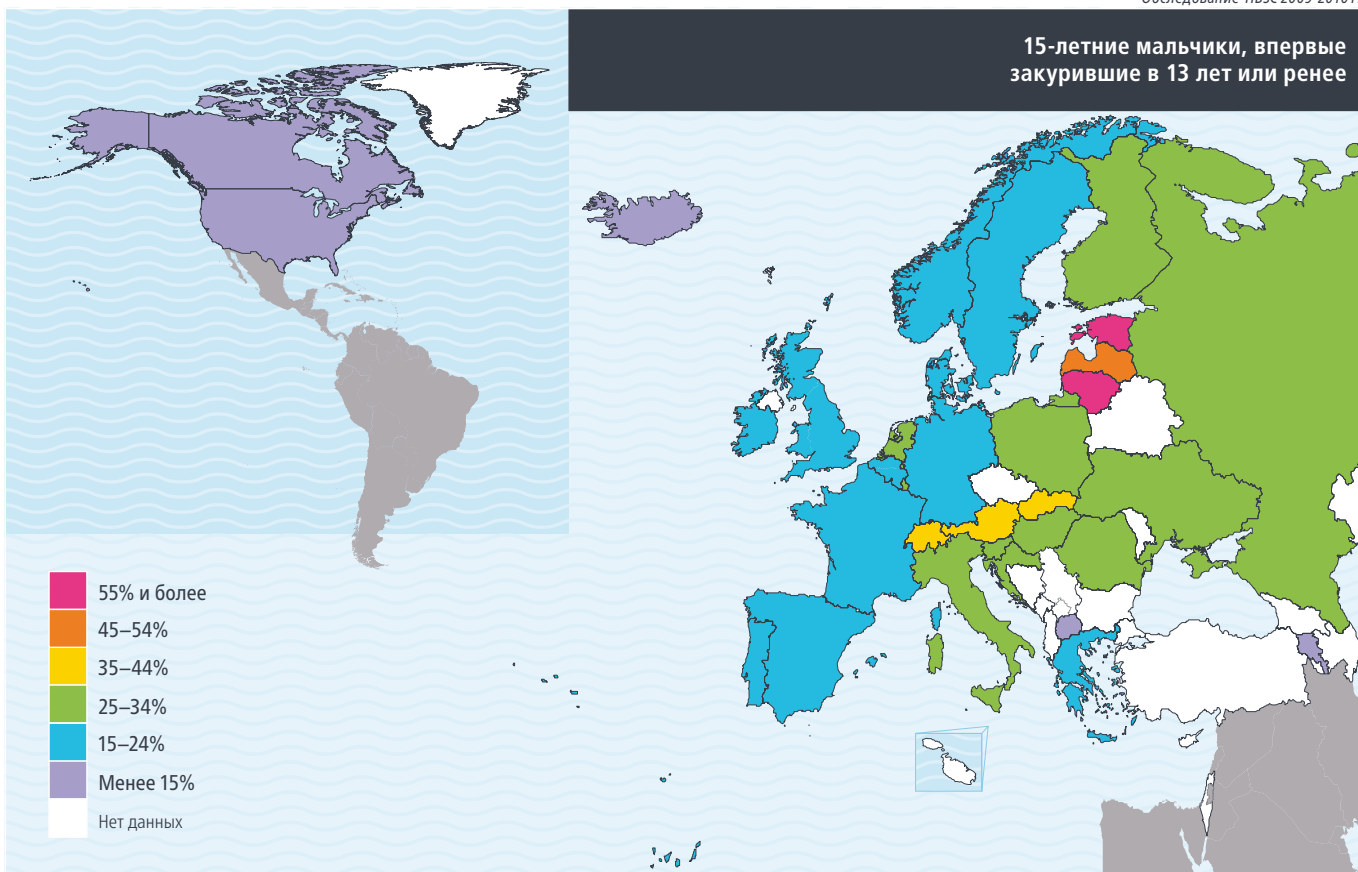 15-летние мальчики, впервые
закурившие в 13 лет или ренее
55% и более
45–54%
35–44%
25–34%
15–24%
Менее 15%
Нет данных